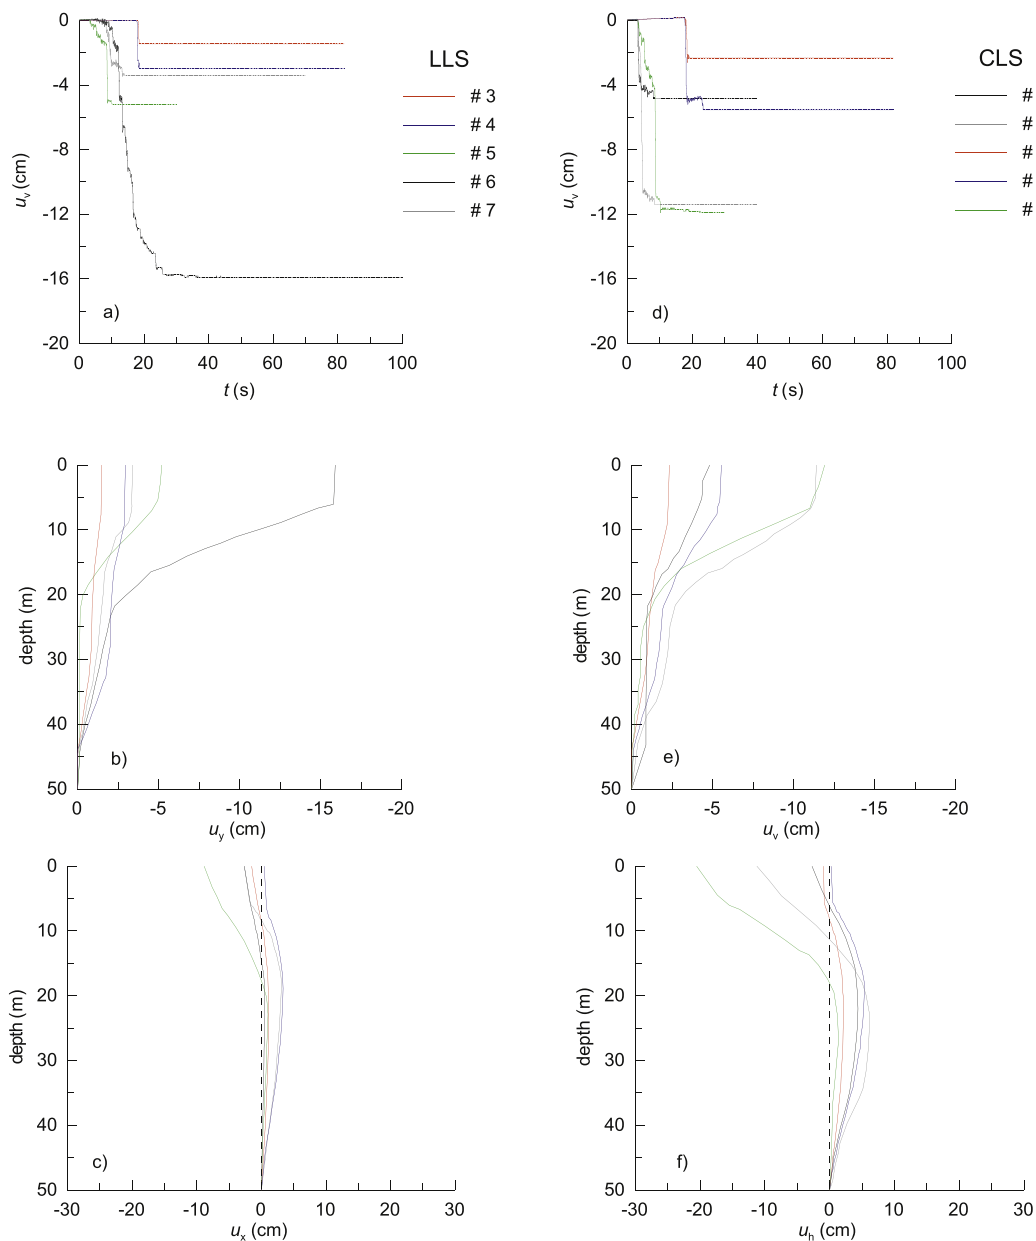 0
-4
-8
-12
-16
-20
uv (cm)
0 20 40 60 80 100
t (s)
a)
LLS
# 3
# 4
# 5
# 6
# 7
0
-4
-8
-12
-16
-20
uv (cm)
0 20 40 60 80 100
t (s)
d)
CLS
#
#
#
#
#
0
10
20
30
40
50
depth (m)
0 -5 -10 -15 -20
uy (cm)
b)
0
10
20
30
40
50
depth (m)
0 -5 -10 -15 -20
uv (cm)
e)
0
10
20
30
40
50
depth (m)
-30 -20 -10 0 10 20 30
ux (cm)
c)
0
10
20
30
40
50
depth (m)
-30 -20 -10 0 10 20 30
uh (cm)
f)